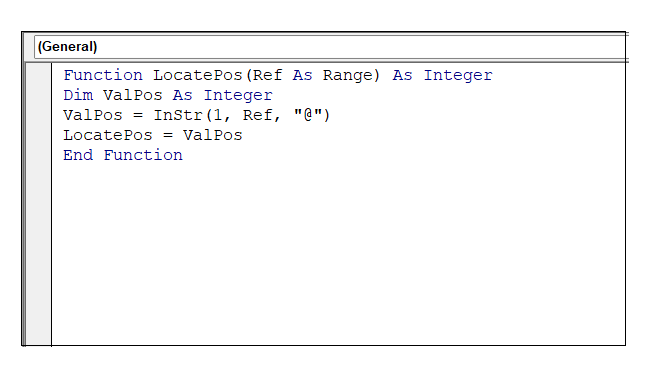 (General)
Function LocatePos(Ref As Range) As Integer
Dim ValPos As Integer
ValPos = InStr(1, Ref, "@")
LocatePos = ValPos
End Function